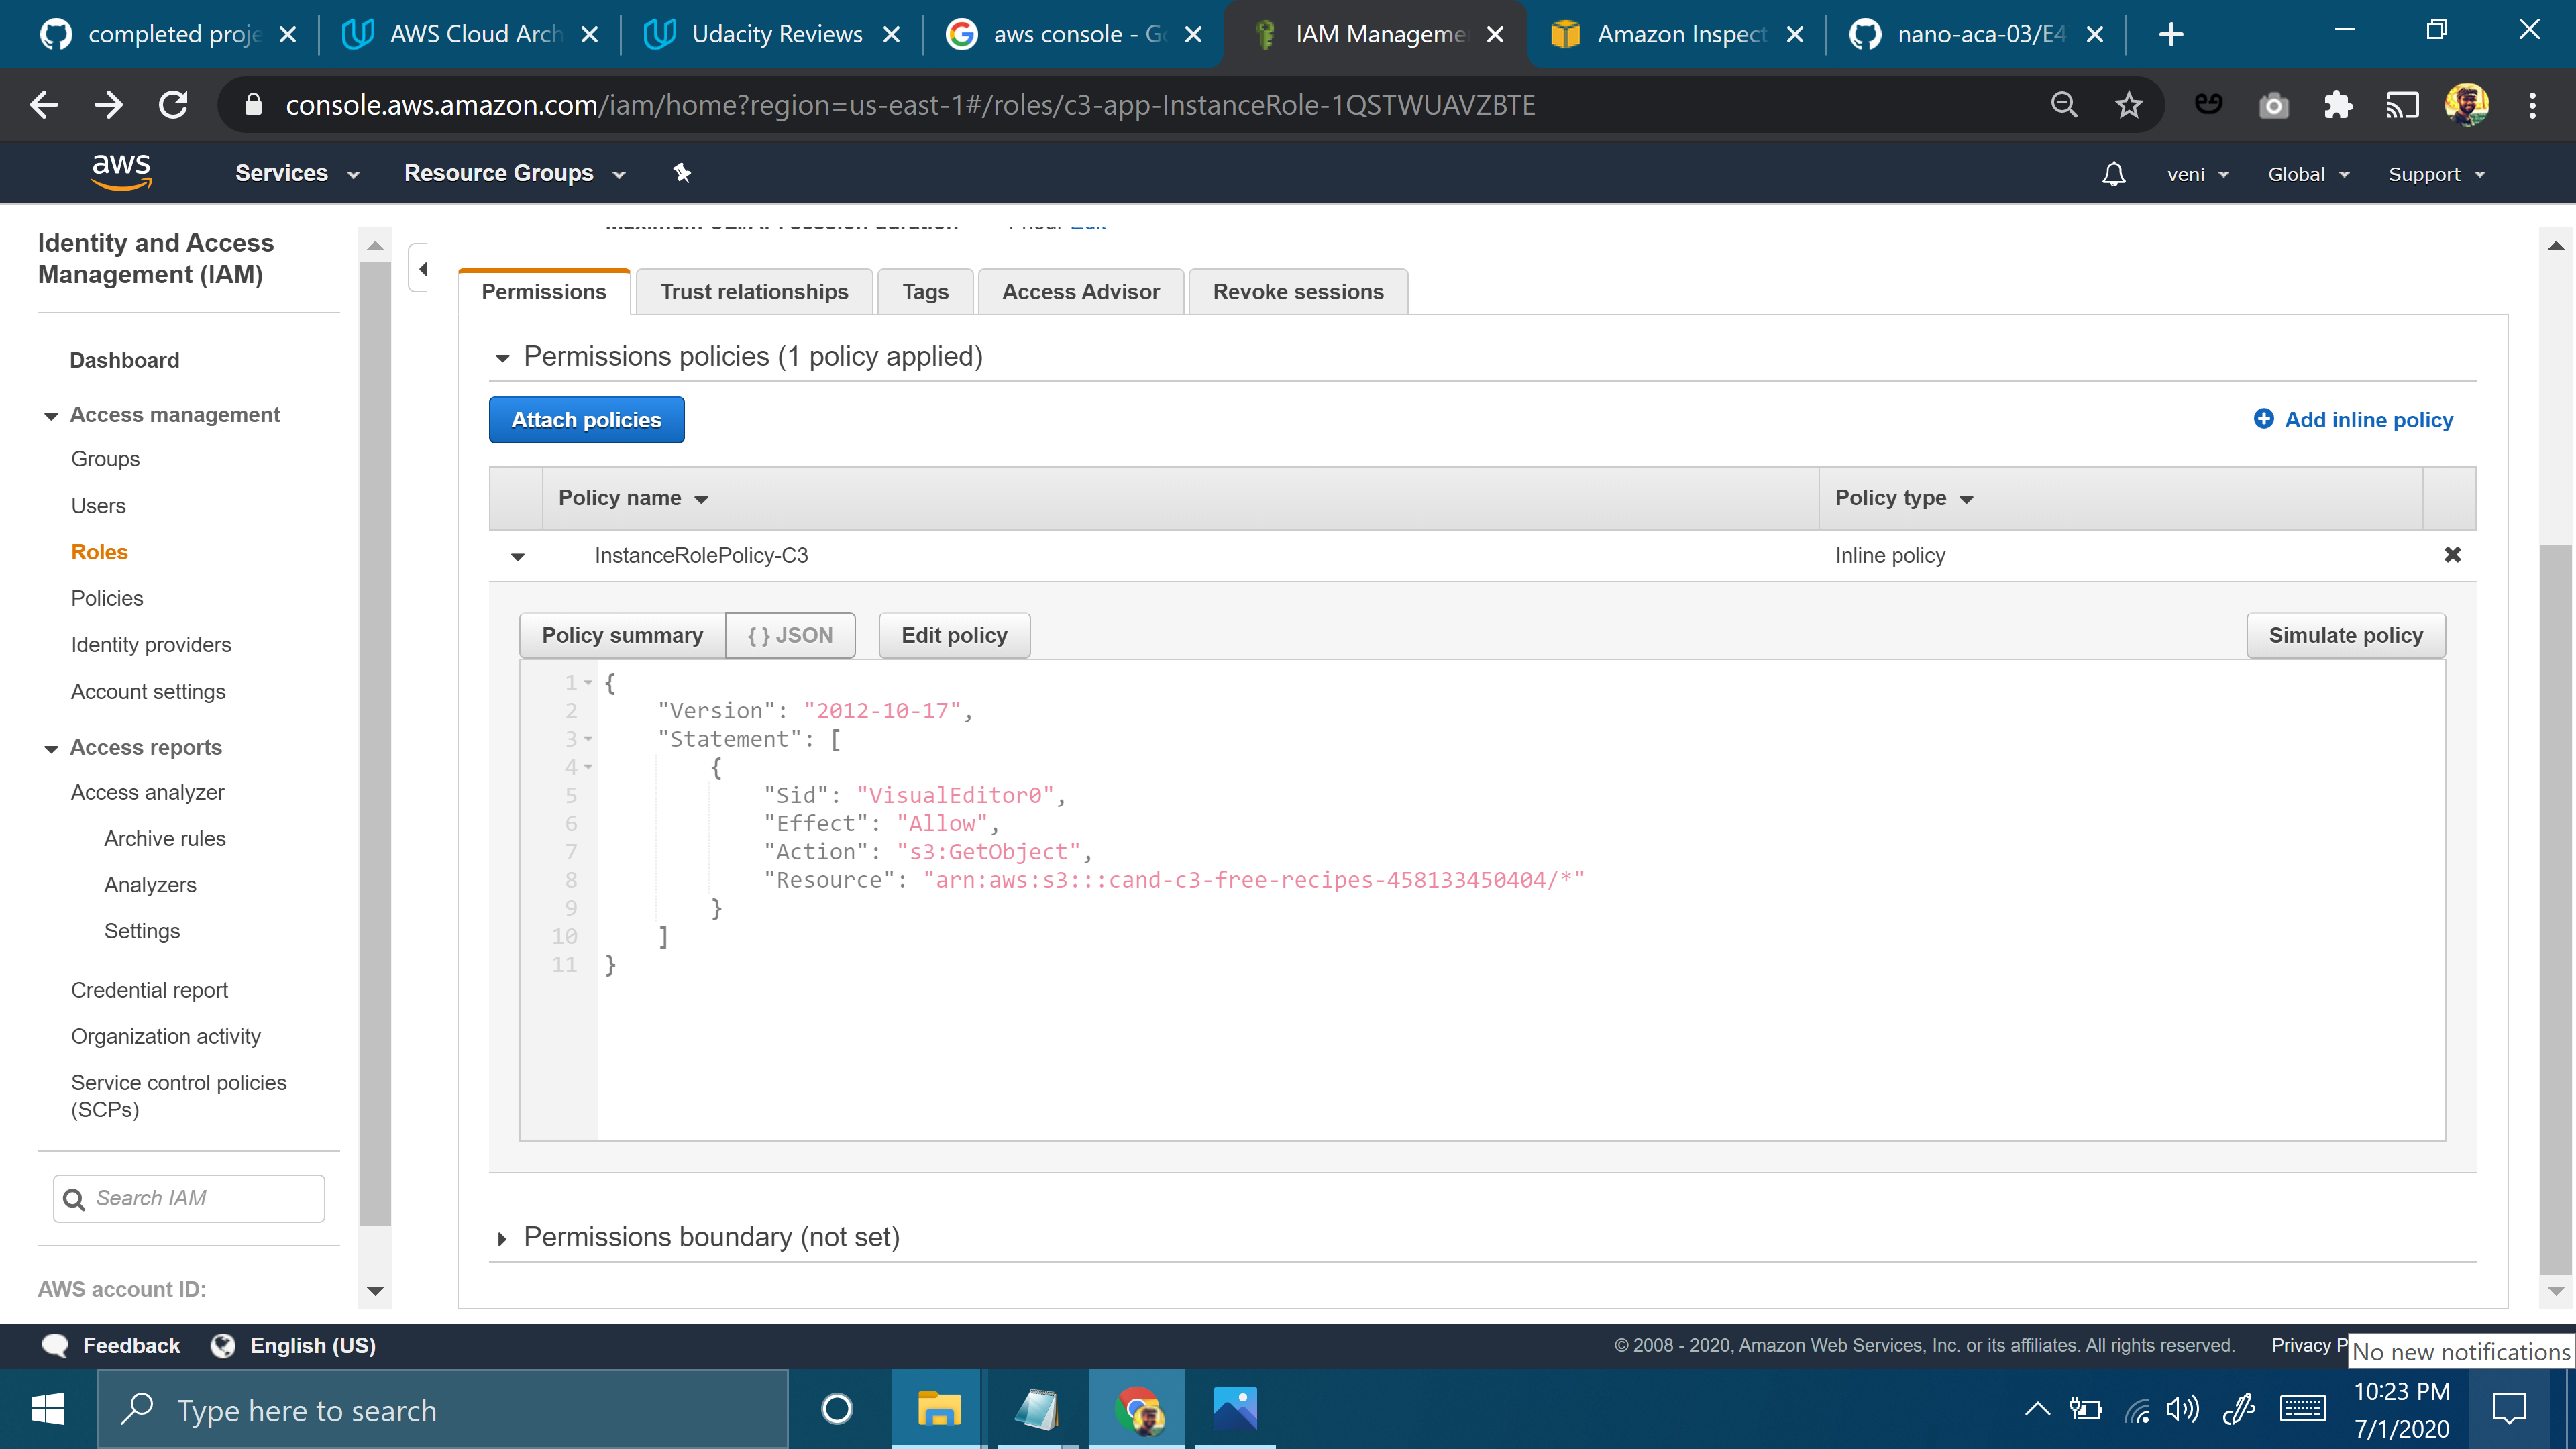 completed proje
AWS Cloud Arch
Udacity Reviews
aws console - Go
IAM Manageme
Amazon Inspect
nano-aca-03/E4
console.aws.amazon.com/iam/home?region=us-east-1#/roles/c3-app-InstanceRole-1QSTWUAVZBTE
aws
Services
Resource Groups
veni
Global
Support
Identity and Access
Management (IAM)
Dashboard
Access management
Groups
Users
Roles
Policies
Identity providers
Account settings
Access reports
Access analyzer
Archive rules
Analyzers
Settings
Credential report
Organization activity
Service control policies
(SCPs)
Search IAM
AWS account ID:
Maximum CLI/API session duration 1 hour Edit
Permissions
Trust relationships
Tags
Access Advisor
Revoke sessions
Permissions policies (1 policy applied)
Attach policies
Add inline policy
Policy name
Policy type
InstanceRolePolicy-C3
Inline policy
Policy summary
{ } JSON
Edit policy
Simulate policy
1 {
2 "Version": "2012-10-17",
3 "Statement": [
4 {
5 "Sid": "VisualEditor0",
6 "Effect": "Allow",
7 "Action": "s3:GetObject",
8 "Resource": "arn:aws:s3:::cand-c3-free-recipes-458133450404/*"
9 }
10 ]
11 }
Permissions boundary (not set)
Feedback
English (US)
© 2008 - 2020, Amazon Web Services, Inc. or its affiliates. All rights reserved.
Privacy P
No new notifications
Type here to search
10:23 PM
7/1/2020